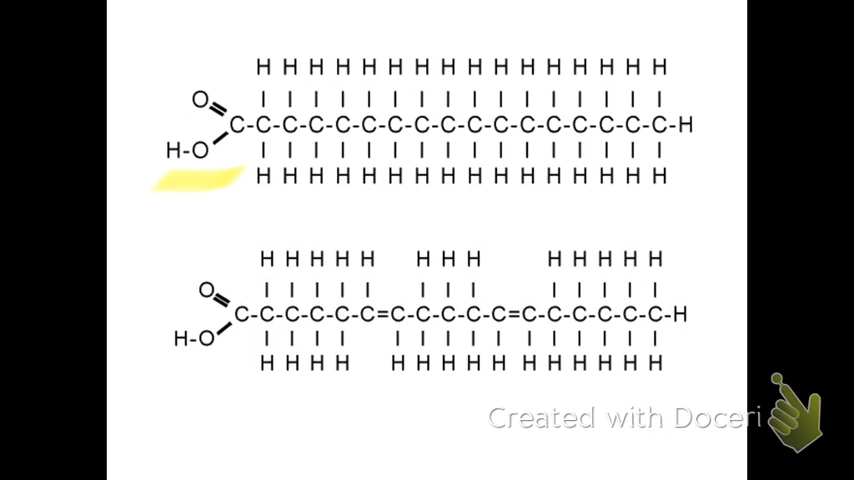 H H H H H H H H H H H H H H H H
O
| | | | | | | | | | | | | | | |
C-C-C-C-C-C-C-C-C-C-C-C-C-C-C-C-C-H
H-O
| | | | | | | | | | | | | | | |
H H H H H H H H H H H H H H H H
H H H H H H H H H H H H H
O
| | | | | | | | | | | | |
C-C-C-C-C-C=C-C-C-C-C=C-C-C-C-C-C-H
H-O
| | | | | | | | | | | | | | |
H H H H H H H H H H H H H H H
Created with Doceri